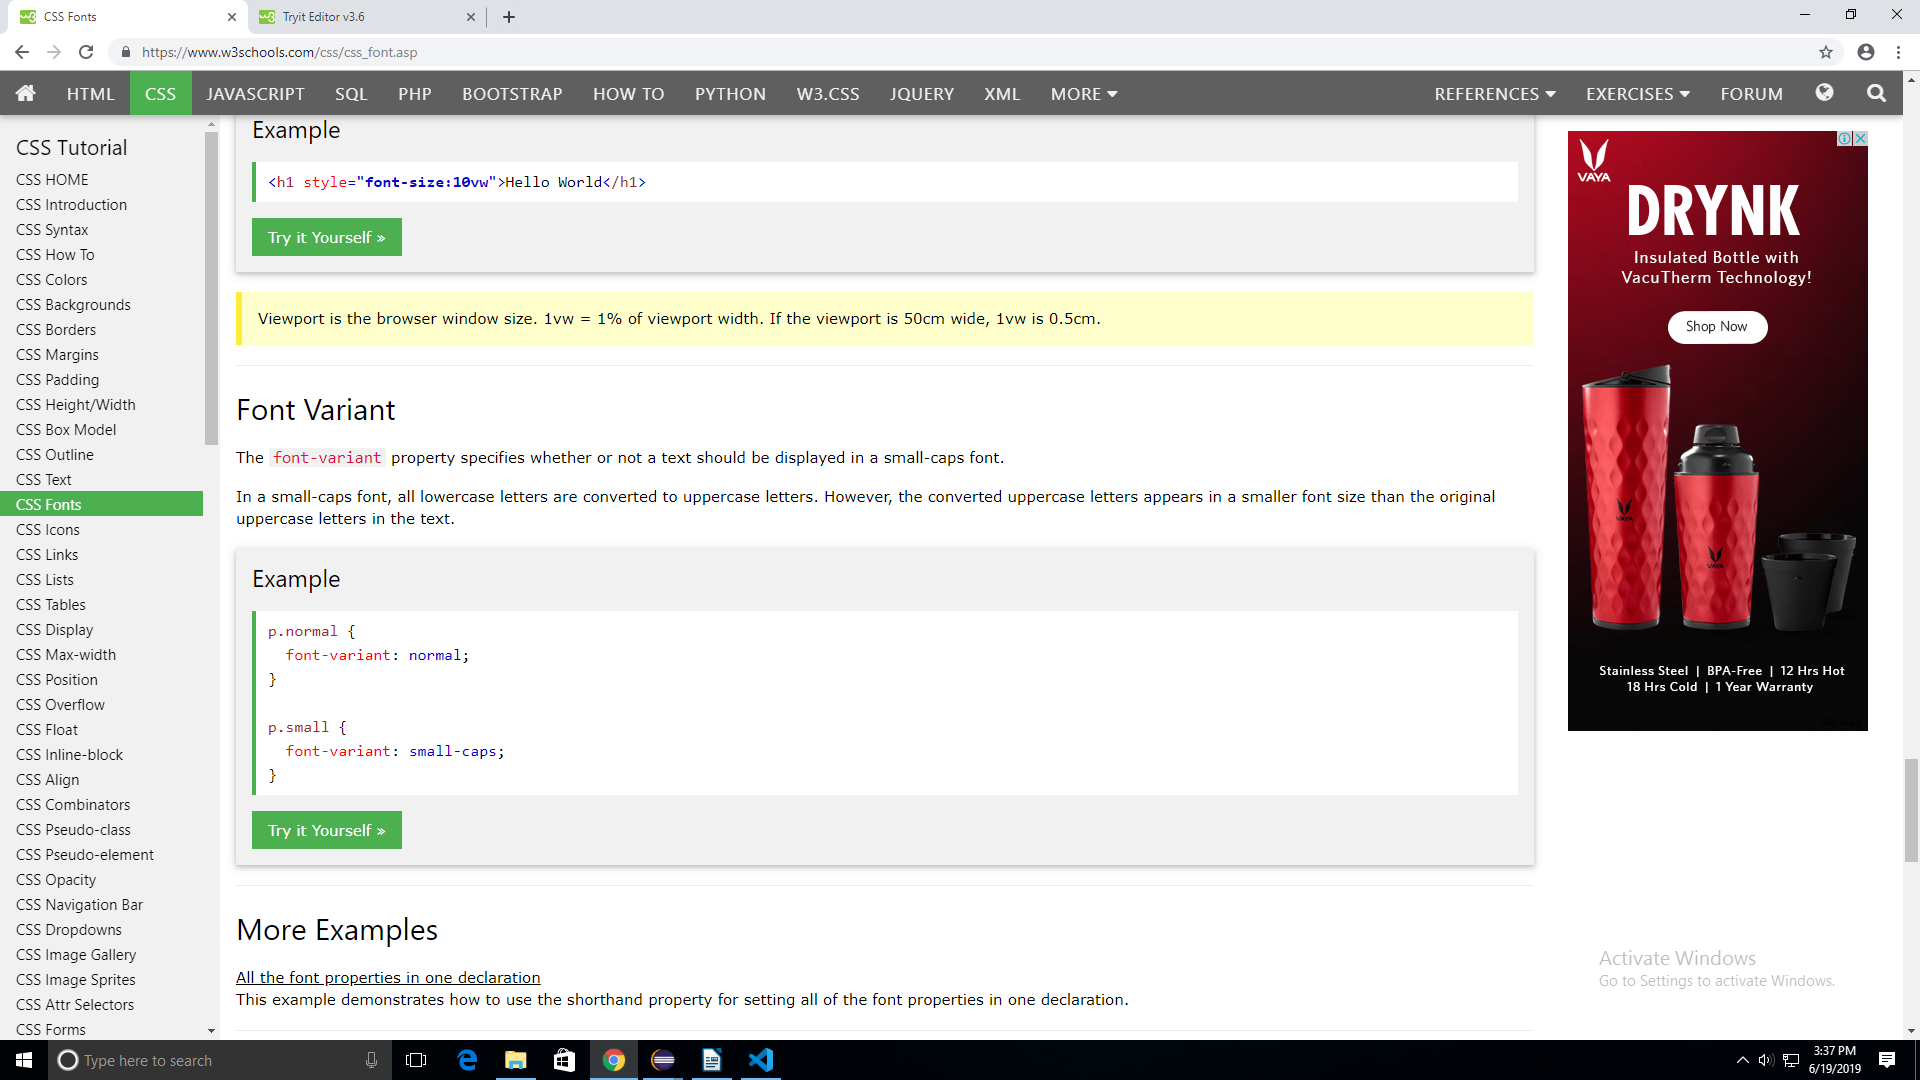 CSS Fonts
Tryit Editor v3.6
https://www.w3schools.com/css/css_font.asp
HTML
CSS
JAVASCRIPT
SQL
PHP
BOOTSTRAP
HOW TO
PYTHON
W3.CSS
JQUERY
XML
MORE
REFERENCES
EXERCISES
FORUM
CSS Tutorial
CSS HOME
CSS Introduction
CSS Syntax
CSS How To
CSS Colors
CSS Backgrounds
CSS Borders
CSS Margins
CSS Padding
CSS Height/Width
CSS Box Model
CSS Outline
CSS Text
CSS Fonts
CSS Icons
CSS Links
CSS Lists
CSS Tables
CSS Display
CSS Max-width
CSS Position
CSS Overflow
CSS Float
CSS Inline-block
CSS Align
CSS Combinators
CSS Pseudo-class
CSS Pseudo-element
CSS Opacity
CSS Navigation Bar
CSS Dropdowns
CSS Image Gallery
CSS Image Sprites
CSS Attr Selectors
CSS Forms
Example
<h1 style="font-size:10vw">Hello World</h1>
Try it Yourself »
Viewport is the browser window size. 1vw = 1% of viewport width. If the viewport is 50cm wide, 1vw is 0.5cm.
Font Variant
The font-variant property specifies whether or not a text should be displayed in a small-caps font.
In a small-caps font, all lowercase letters are converted to uppercase letters. However, the converted uppercase letters appears in a smaller font size than the original
uppercase letters in the text.
Example
p.normal {
  font-variant: normal;
}
p.small {
  font-variant: small-caps;
}
Try it Yourself »
More Examples
All the font properties in one declaration
This example demonstrates how to use the shorthand property for setting all of the font properties in one declaration.
VAYA
DRYNK
Insulated Bottle with
VacuTherm Technology!
Shop Now
VAYA
VAYA
Stainless Steel | BPA-Free | 12 Hrs Hot
18 Hrs Cold | 1 Year Warranty
Activate Windows
Go to Settings to activate Windows.
Type here to search
3:37 PM
6/19/2019